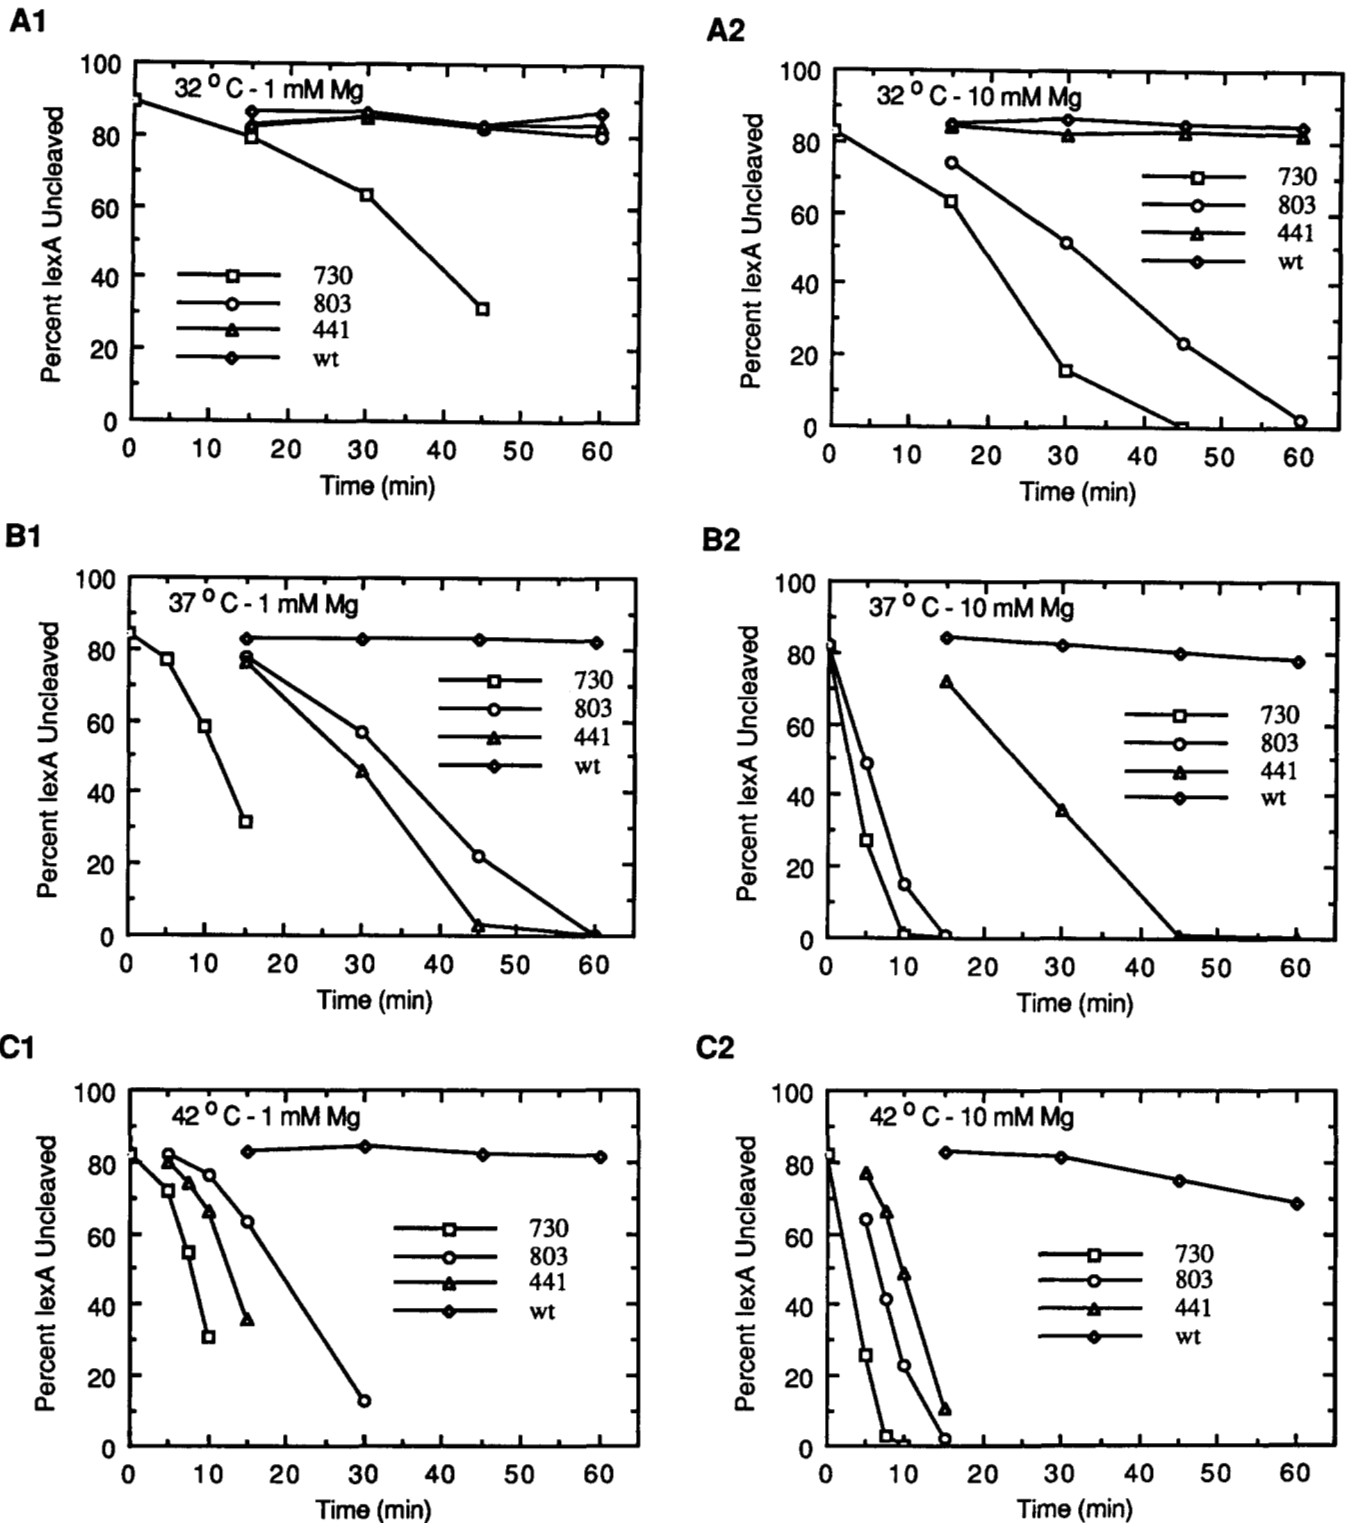 A1
32 °C - 1 mM Mg
Percent lexA Uncleaved
100
80
60
40
20
0
730
803
441
wt
0 10 20 30 40 50 60
Time (min)
A2
32 °C - 10 mM Mg
Percent lexA Uncleaved
100
80
60
40
20
0
730
803
441
wt
0 10 20 30 40 50 60
Time (min)
B1
37 °C - 1 mM Mg
Percent lexA Uncleaved
100
80
60
40
20
0
730
803
441
wt
0 10 20 30 40 50 60
Time (min)
B2
37 °C - 10 mM Mg
Percent lexA Uncleaved
100
80
60
40
20
0
730
803
441
wt
0 10 20 30 40 50 60
Time (min)
C1
42 °C - 1 mM Mg
Percent lexA Uncleaved
100
80
60
40
20
0
730
803
441
wt
0 10 20 30 40 50 60
Time (min)
C2
42 °C - 10 mM Mg
Percent lexA Uncleaved
100
80
60
40
20
0
730
803
441
wt
0 10 20 30 40 50 60
Time (min)